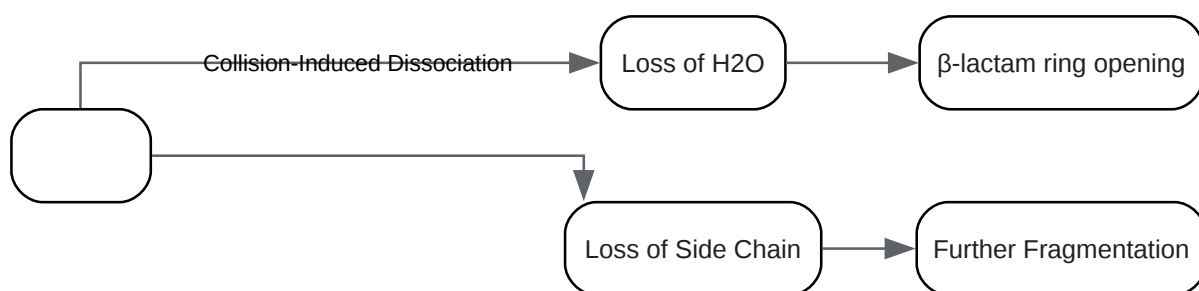 Collision-Induced Dissociation
Loss of H2O
β-lactam ring opening
Loss of Side Chain
Further Fragmentation